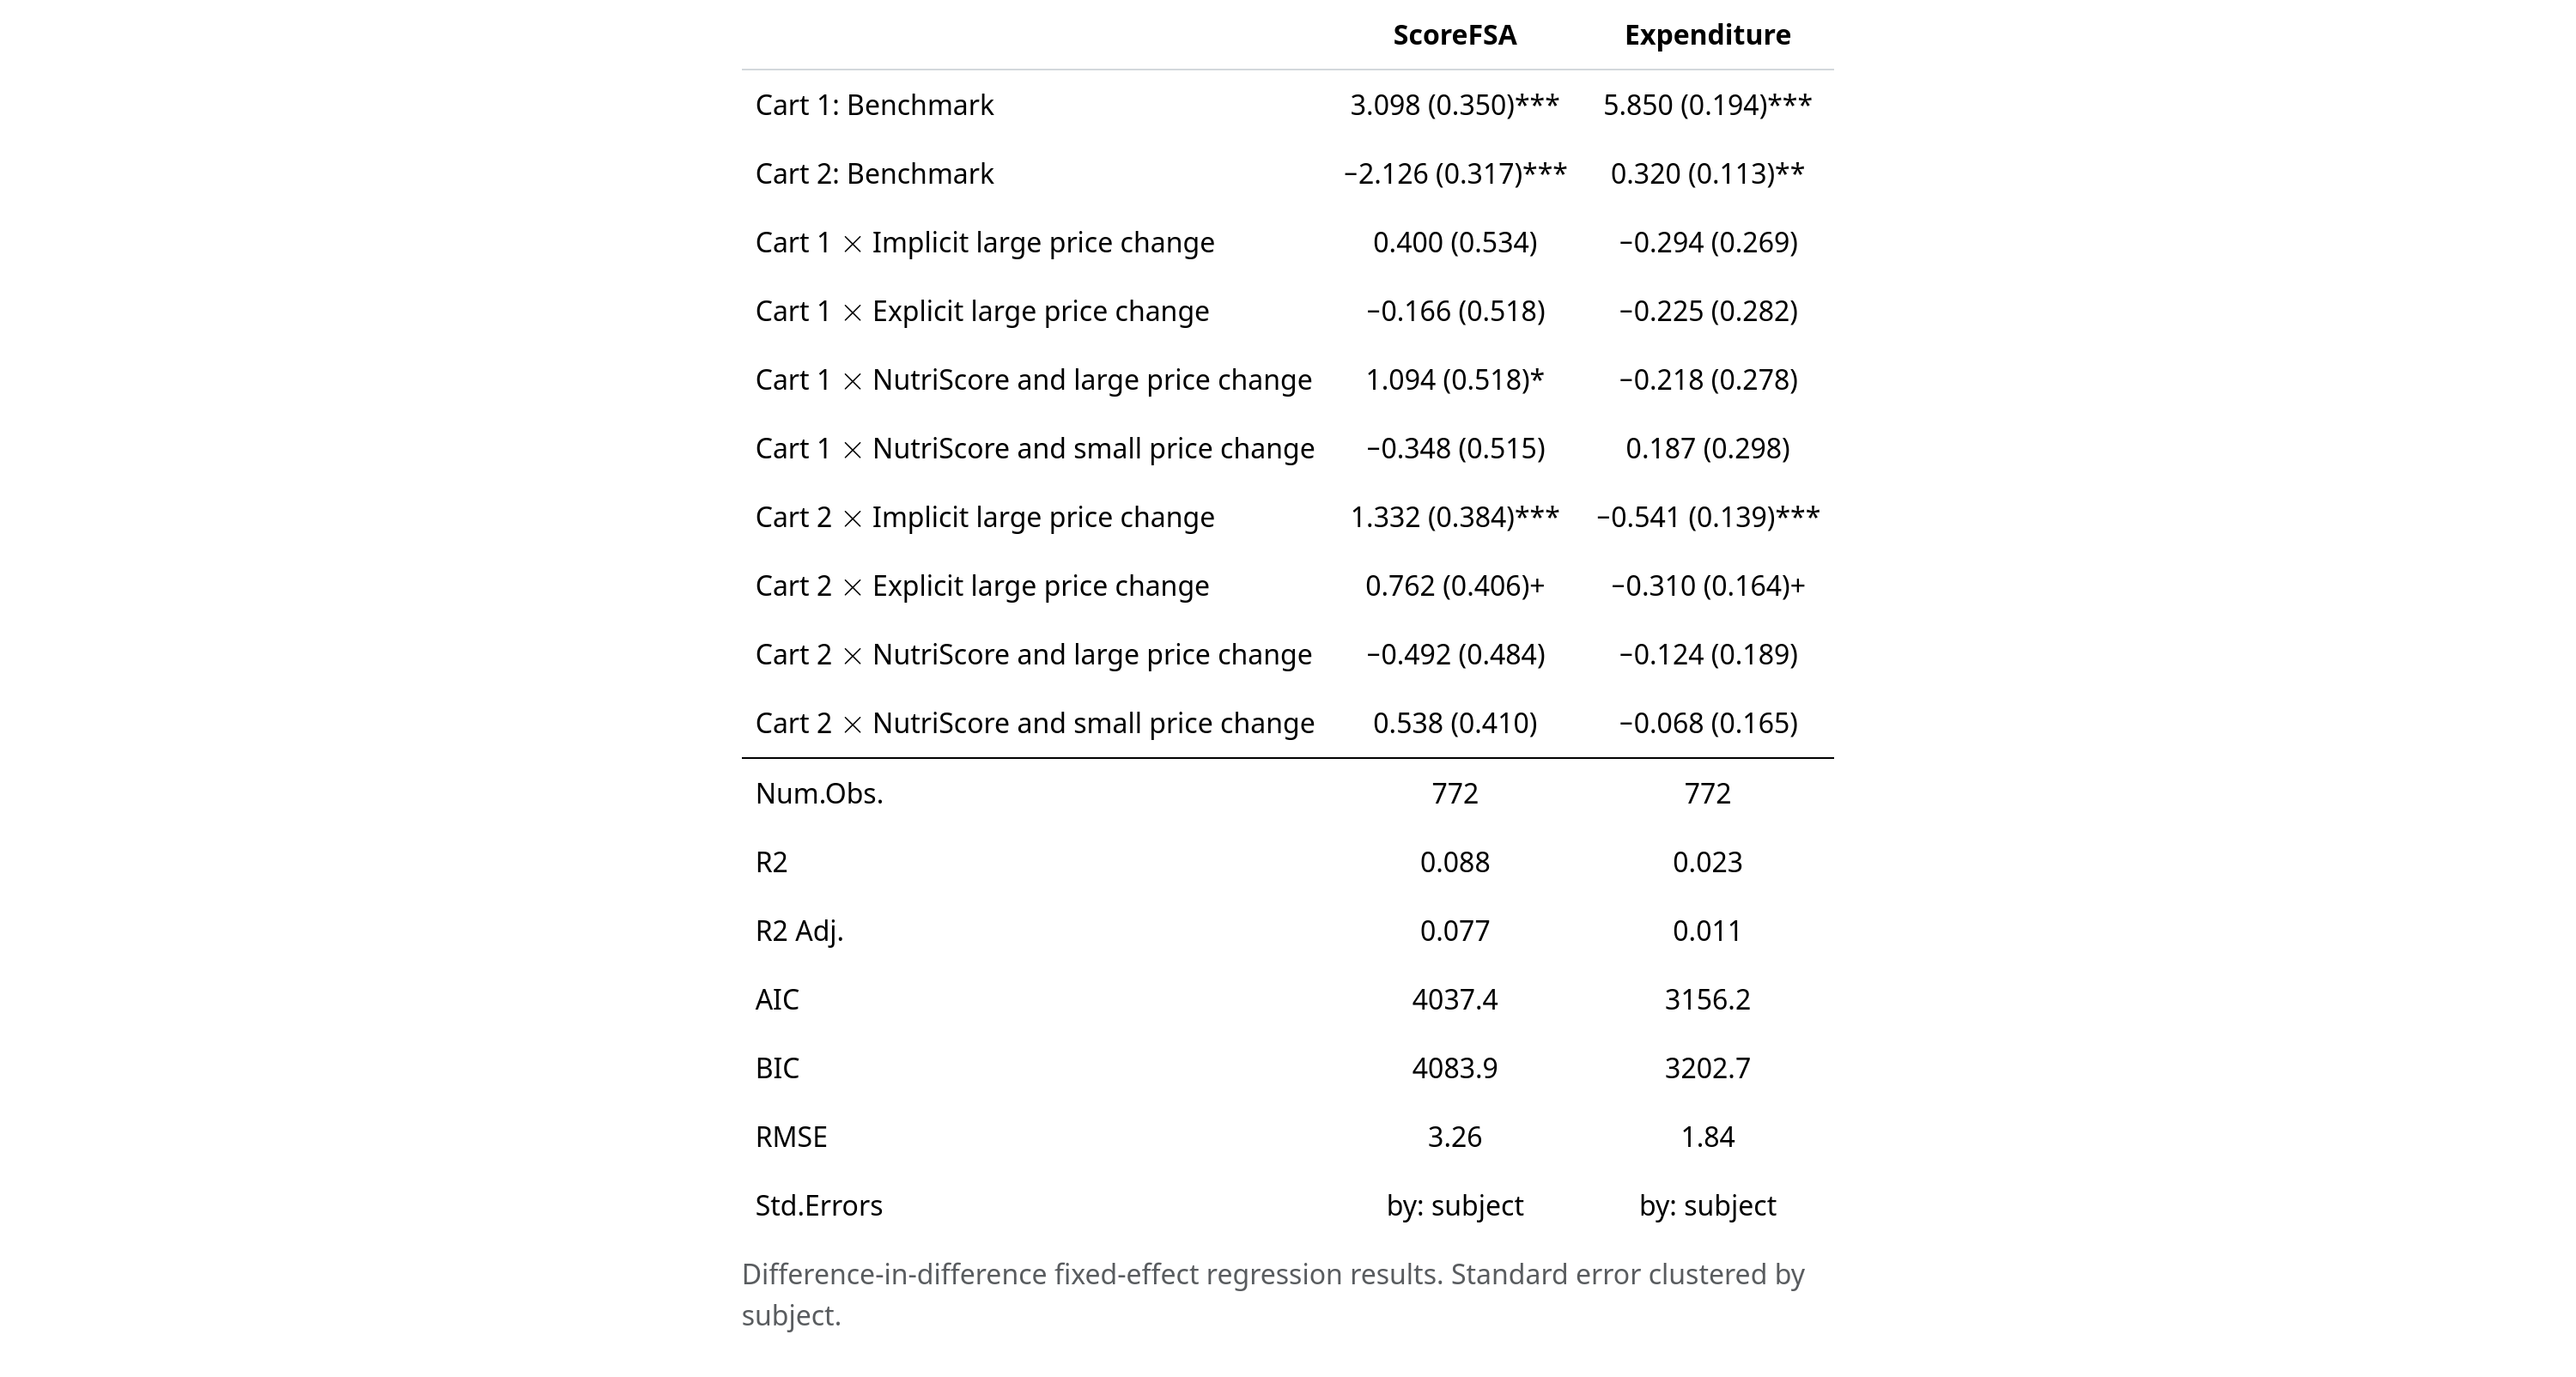 ScoreFSA Expenditure
Cart 1: Benchmark 3.098 (0.350)*** 5.850 (0.194)***
Cart 2: Benchmark −2.126 (0.317)*** 0.320 (0.113)**
Cart 1 × Implicit large price change 0.400 (0.534) −0.294 (0.269)
Cart 1 × Explicit large price change −0.166 (0.518) −0.225 (0.282)
Cart 1 × NutriScore and large price change 1.094 (0.518)* −0.218 (0.278)
Cart 1 × NutriScore and small price change −0.348 (0.515) 0.187 (0.298)
Cart 2 × Implicit large price change 1.332 (0.384)*** −0.541 (0.139)***
Cart 2 × Explicit large price change 0.762 (0.406)+ −0.310 (0.164)+
Cart 2 × NutriScore and large price change −0.492 (0.484) −0.124 (0.189)
Cart 2 × NutriScore and small price change 0.538 (0.410) −0.068 (0.165)
Num.Obs. 772 772
R2 0.088 0.023
R2 Adj. 0.077 0.011
AIC 4037.4 3156.2
BIC 4083.9 3202.7
RMSE 3.26 1.84
Std.Errors by: subject by: subject
Difference-in-difference fixed-effect regression results. Standard error clustered by
subject.